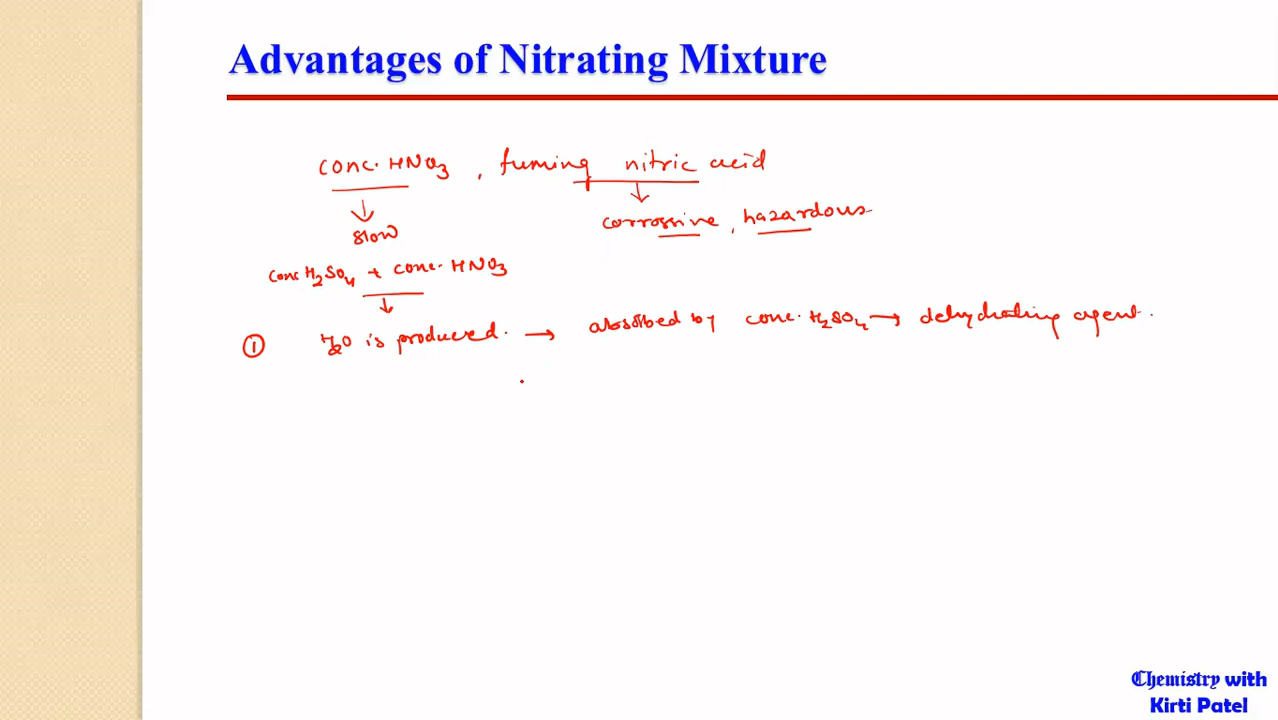 Advantages of Nitrating Mixture
conc. HNO3, fuming nitric acid
slow
corrossive, hazardous
conc H2SO4 + conc. HNO3
① H2O is produced. → absorbed by conc. H2SO4 → dehydrating agent.
Chemistry with
Kirti Patel